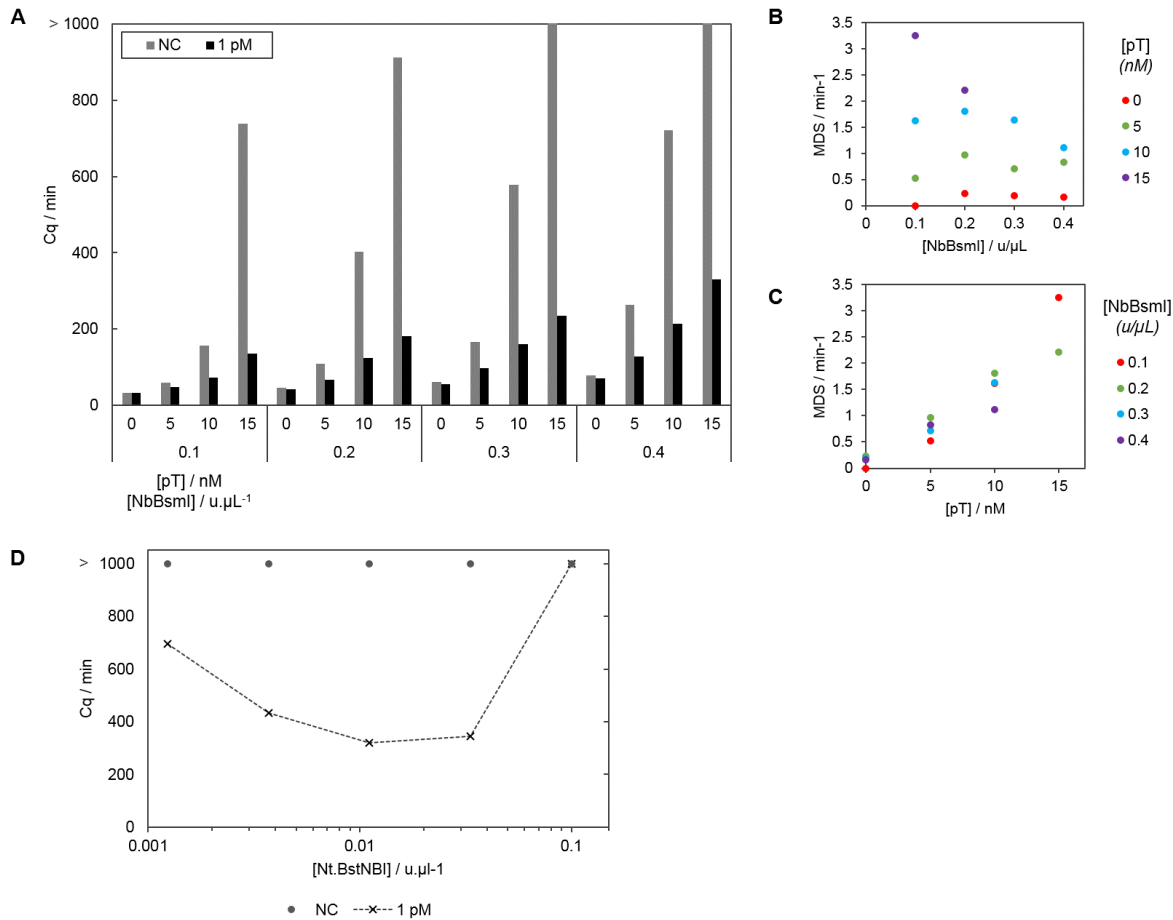 A
> 1000
NC 1 pM
800
600
400
200
0
Cq / min
0 5 10 15 0 5 10 15 0 5 10 15 0 5 10 15
0.1 0.2 0.3 0.4
[pT] / nM
[NbBsmI] / u.µL-1
B
3.5
3
2.5
2
1.5
1
0.5
0
MDS / min-1
0 0.1 0.2 0.3 0.4
[NbBsmI] / u/µL
[pT]
(nM)
0
5
10
15
C
3.5
3
2.5
2
1.5
1
0.5
0
MDS / min-1
0 5 10 15
[pT] / nM
[NbBsmI]
(u/µL)
0.1
0.2
0.3
0.4
D
> 1000
800
600
400
200
0
Cq / min
0.001 0.01 0.1
[Nt.BstNBI] / u.µl-1
NC 1 pM